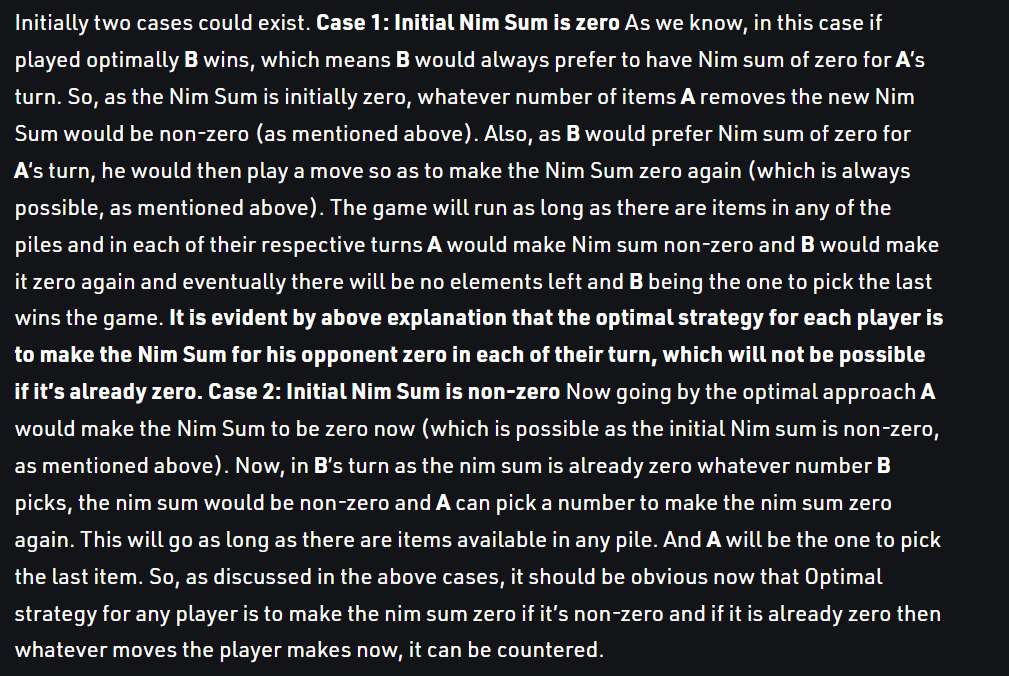 Initially two cases could exist. Case 1: Initial Nim Sum is zero As we know, in this case if
played optimally B wins, which means B would always prefer to have Nim sum of zero for A's
turn. So, as the Nim Sum is initially zero, whatever number of items A removes the new Nim
Sum would be non-zero (as mentioned above). Also, as B would prefer Nim sum of zero for
A's turn, he would then play a move so as to make the Nim Sum zero again (which is always
possible, as mentioned above). The game will run as long as there are items in any of the
piles and in each of their respective turns A would make Nim sum non-zero and B would make
it zero again and eventually there will be no elements left and B being the one to pick the last
wins the game. It is evident by above explanation that the optimal strategy for each player is
to make the Nim Sum for his opponent zero in each of their turn, which will not be possible
if it's already zero. Case 2: Initial Nim Sum is non-zero Now going by the optimal approach A
would make the Nim Sum to be zero now (which is possible as the initial Nim sum is non-zero,
as mentioned above). Now, in B's turn as the nim sum is already zero whatever number B
picks, the nim sum would be non-zero and A can pick a number to make the nim sum zero
again. This will go as long as there are items available in any pile. And A will be the one to pick
the last item. So, as discussed in the above cases, it should be obvious now that Optimal
strategy for any player is to make the nim sum zero if it's non-zero and if it is already zero then
whatever moves the player makes now, it can be countered.